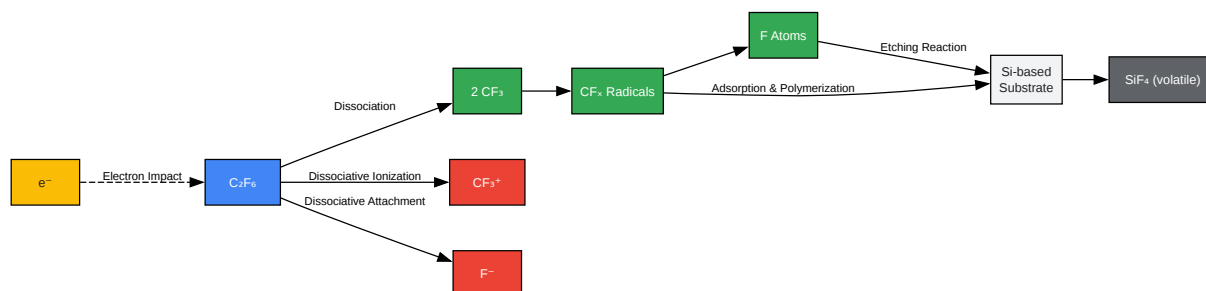 F Atoms
Etching Reaction
Si-based
Substrate
SiF₄ (volatile)
2 CF₃
CFₓ Radicals
Adsorption & Polymerization
Dissociation
e⁻
Electron Impact
C₂F₆
Dissociative Ionization
CF₃⁺
Dissociative Attachment
F⁻